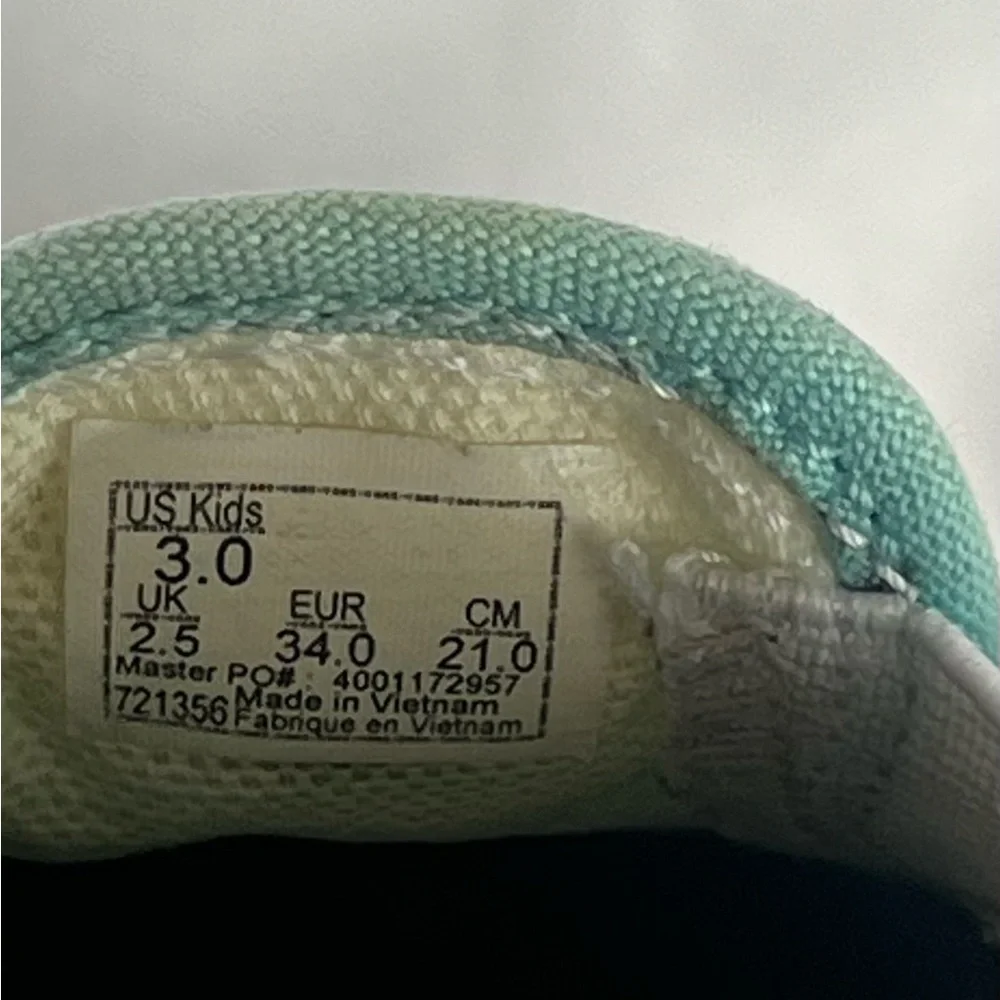 US Kids
3.0
UK EUR CM
2.5 34.0 21.0
Master PO# : 4001172957
721356 Made in Vietnam
Fabrique en Vietnam